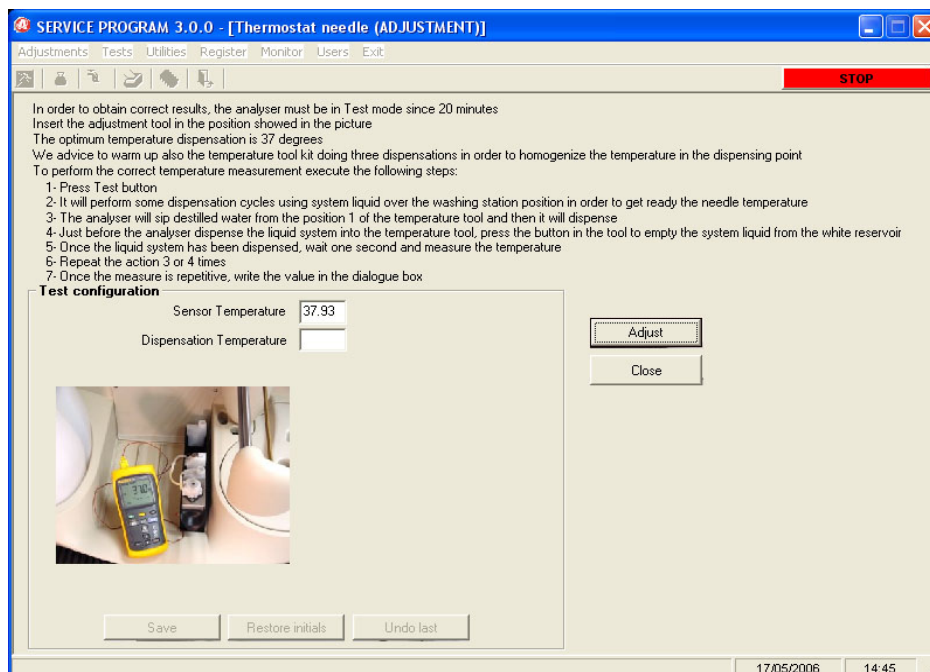 SERVICE PROGRAM 3.0.0 - [Thermostat needle (ADJUSTMENT)]
Adjustments Tests Utilities Register Monitor Users Exit
STOP
In order to obtain correct results, the analyser must be in Test mode since 20 minutes
Insert the adjustment tool in the position showed in the picture
The optimum temperature dispensation is 37 degrees
We advice to warm up also the temperature tool kit doing three dispensations in order to homogenize the temperature in the dispensing point
To perform the correct temperature measurement execute the following steps:
1- Press Test button
2- It will perform some dispensation cycles using system liquid over the washing station position in order to get ready the needle temperature
3- The analyser will sip destilled water from the position 1 of the temperature tool and then it will dispense
4- Just before the analyser dispense the liquid system into the temperature tool, press the button in the tool to empty the system liquid from the white reservoir
5- Once the liquid system has been dispensed, wait one second and measure the temperature
6- Repeat the action 3 or 4 times
7- Once the measure is repetitive, write the value in the dialogue box
Test configuration
Sensor Temperature 37.93
Dispensation Temperature
Adjust
Close
Save Restore initials Undo last
17/05/2006 14:45